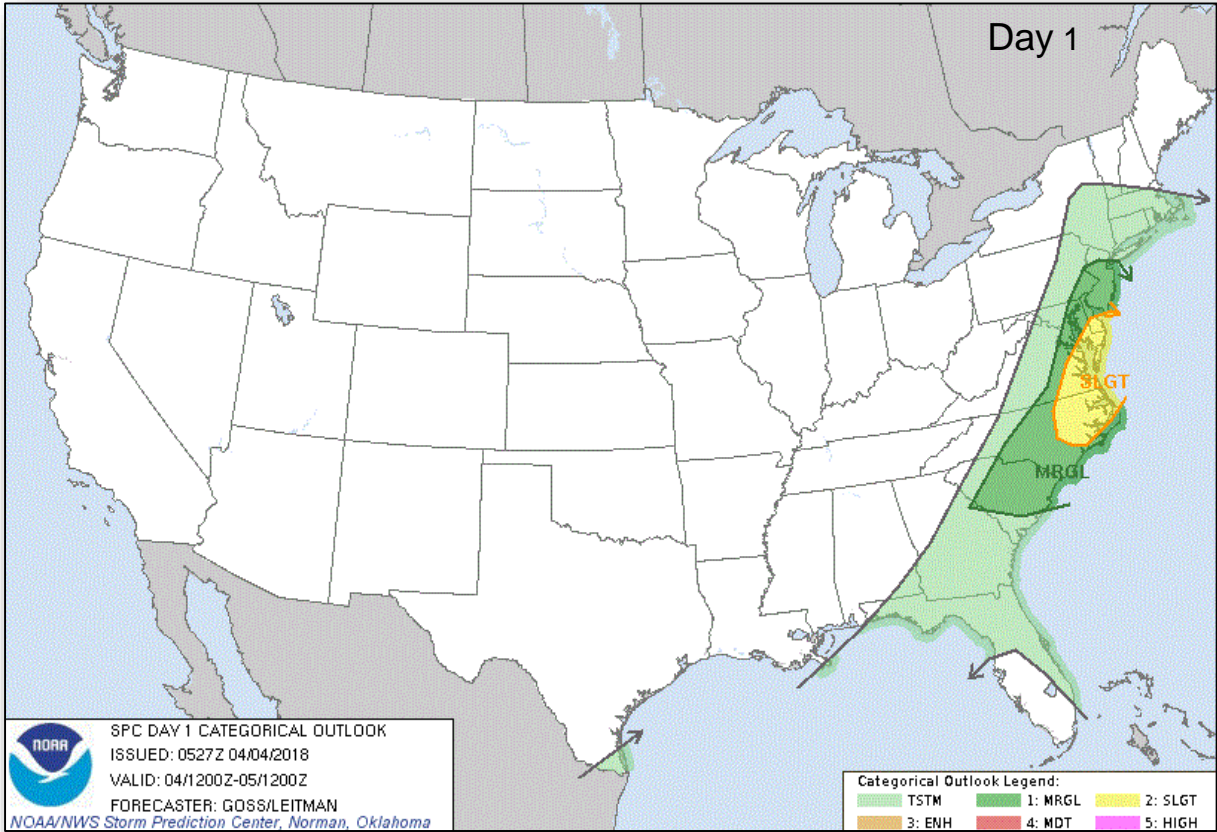 Day 1
SLGT
MRGL
NOAA
SPC DAY 1 CATEGORICAL OUTLOOK
ISSUED: 0527Z 04/04/2018
VALID: 04/1200Z-05/1200Z
FORECASTER: GOSS/LEITMAN
NOAA/NWS Storm Prediction Center, Norman, Oklahoma
Categorical Outlook Legend:
TSTM 1: MRGL 2: SLGT
3: ENH 4: MDT 5: HIGH